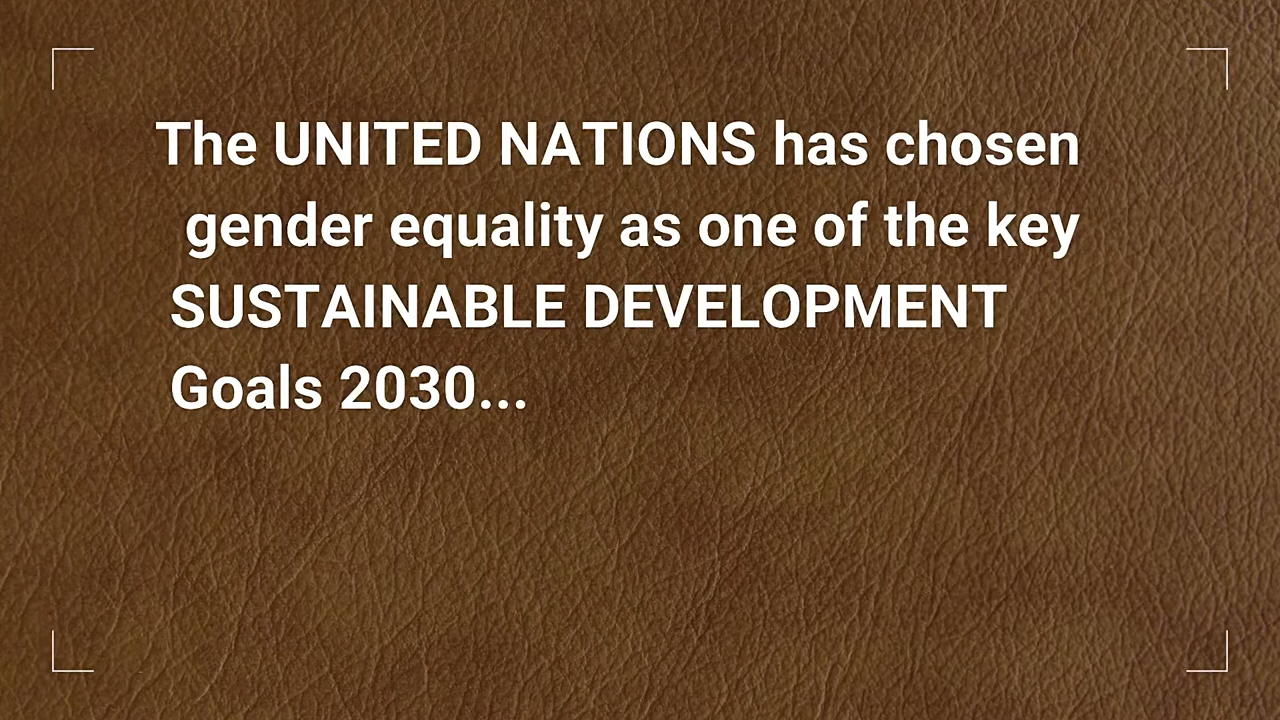 The UNITED NATIONS has chosen
gender equality as one of the key
SUSTAINABLE DEVELOPMENT
Goals 2030...